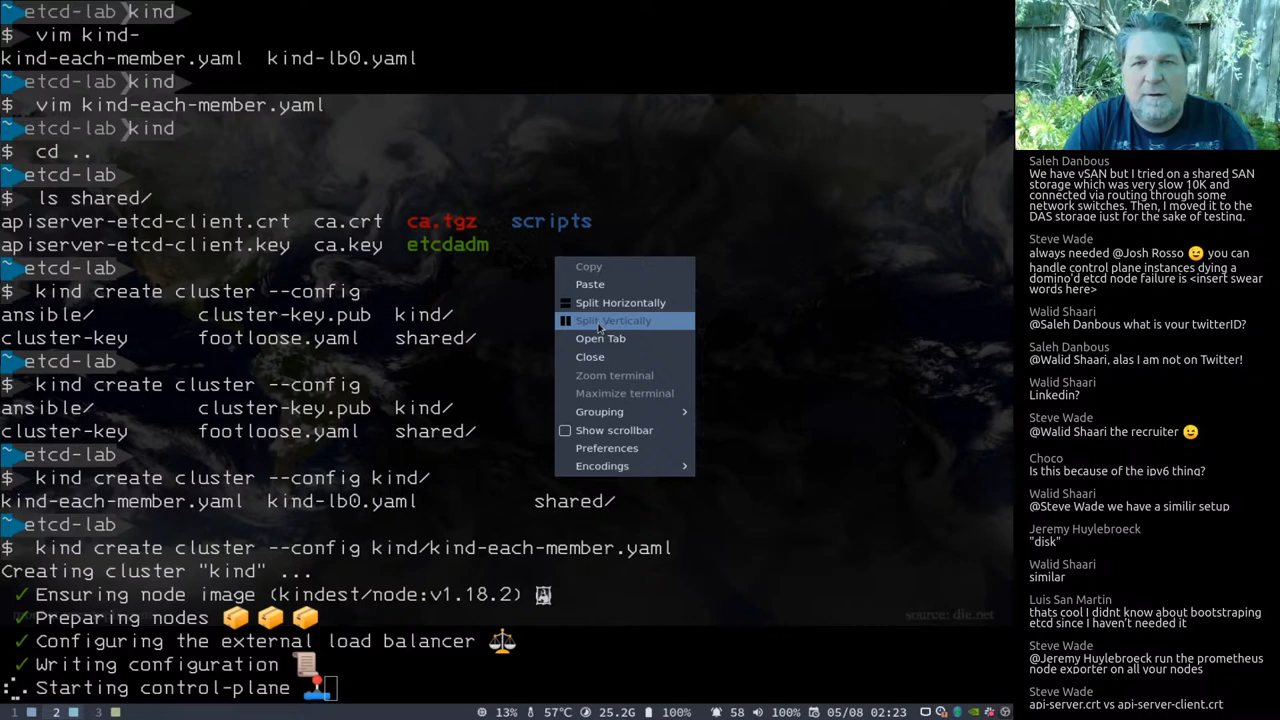 ~ etcd-lab kind
$ vim kind-
kind-each-member.yaml kind-lb0.yaml
~ etcd-lab kind
$ vim kind-each-member.yaml
~ etcd-lab kind
$ cd ..
~ etcd-lab
$ ls shared/
apiserver-etcd-client.crt ca.crt ca.tgz scripts
apiserver-etcd-client.key ca.key etcdadm
~ etcd-lab
$ kind create cluster --config
ansible/ cluster-key.pub kind/
cluster-key footloose.yaml shared/
~ etcd-lab
$ kind create cluster --config
ansible/ cluster-key.pub kind/
cluster-key footloose.yaml shared/
~ etcd-lab
$ kind create cluster --config kind/
kind-each-member.yaml kind-lb0.yaml shared/
~ etcd-lab
$ kind create cluster --config kind/kind-each-member.yaml
Creating cluster "kind" ...
✓ Ensuring node image (kindest/node:v1.18.2) 🖼
✓ Preparing nodes 📦 📦 📦
✓ Configuring the external load balancer ⚖️
✓ Writing configuration 📜
Starting control-plane 🕹️
source: die.net
Copy
Paste
Split Horizontally
Split Vertically
Open Tab
Close
Zoom terminal
Maximize terminal
Grouping
Show scrollbar
Preferences
Encodings
1 2 3 13% 57°C 25.2G 100% 58 100% 05/08 02:23
Saleh Danbous
We have vSAN but I tried on a shared SAN
storage which was very slow 10K and
connected via routing through some
network switches. Then, I moved it to the
DAS storage just for the sake of testing.
Steve Wade
always needed @Josh Rosso 😉 you can
handle control plane instances dying a
domino'd etcd node failure is <insert swear
words here>
Walid Shaari
@Saleh Danbous what is your twitterID?
Saleh Danbous
@Walid Shaari, alas I am not on Twitter!
Walid Shaari
Linkedin?
Steve Wade
@Walid Shaari the recruiter 😉
Choco
Is this because of the ipv6 thing?
Walid Shaari
@Steve Wade we have a similir setup
Jeremy Huylebroeck
"disk"
Walid Shaari
similar
Luis San Martin
thats cool I didnt know about bootstraping
etcd since I haven't needed it
Steve Wade
@Jeremy Huylebroeck run the prometheus
node exporter on all your nodes
Steve Wade
api-server.crt vs api-server-client.crt